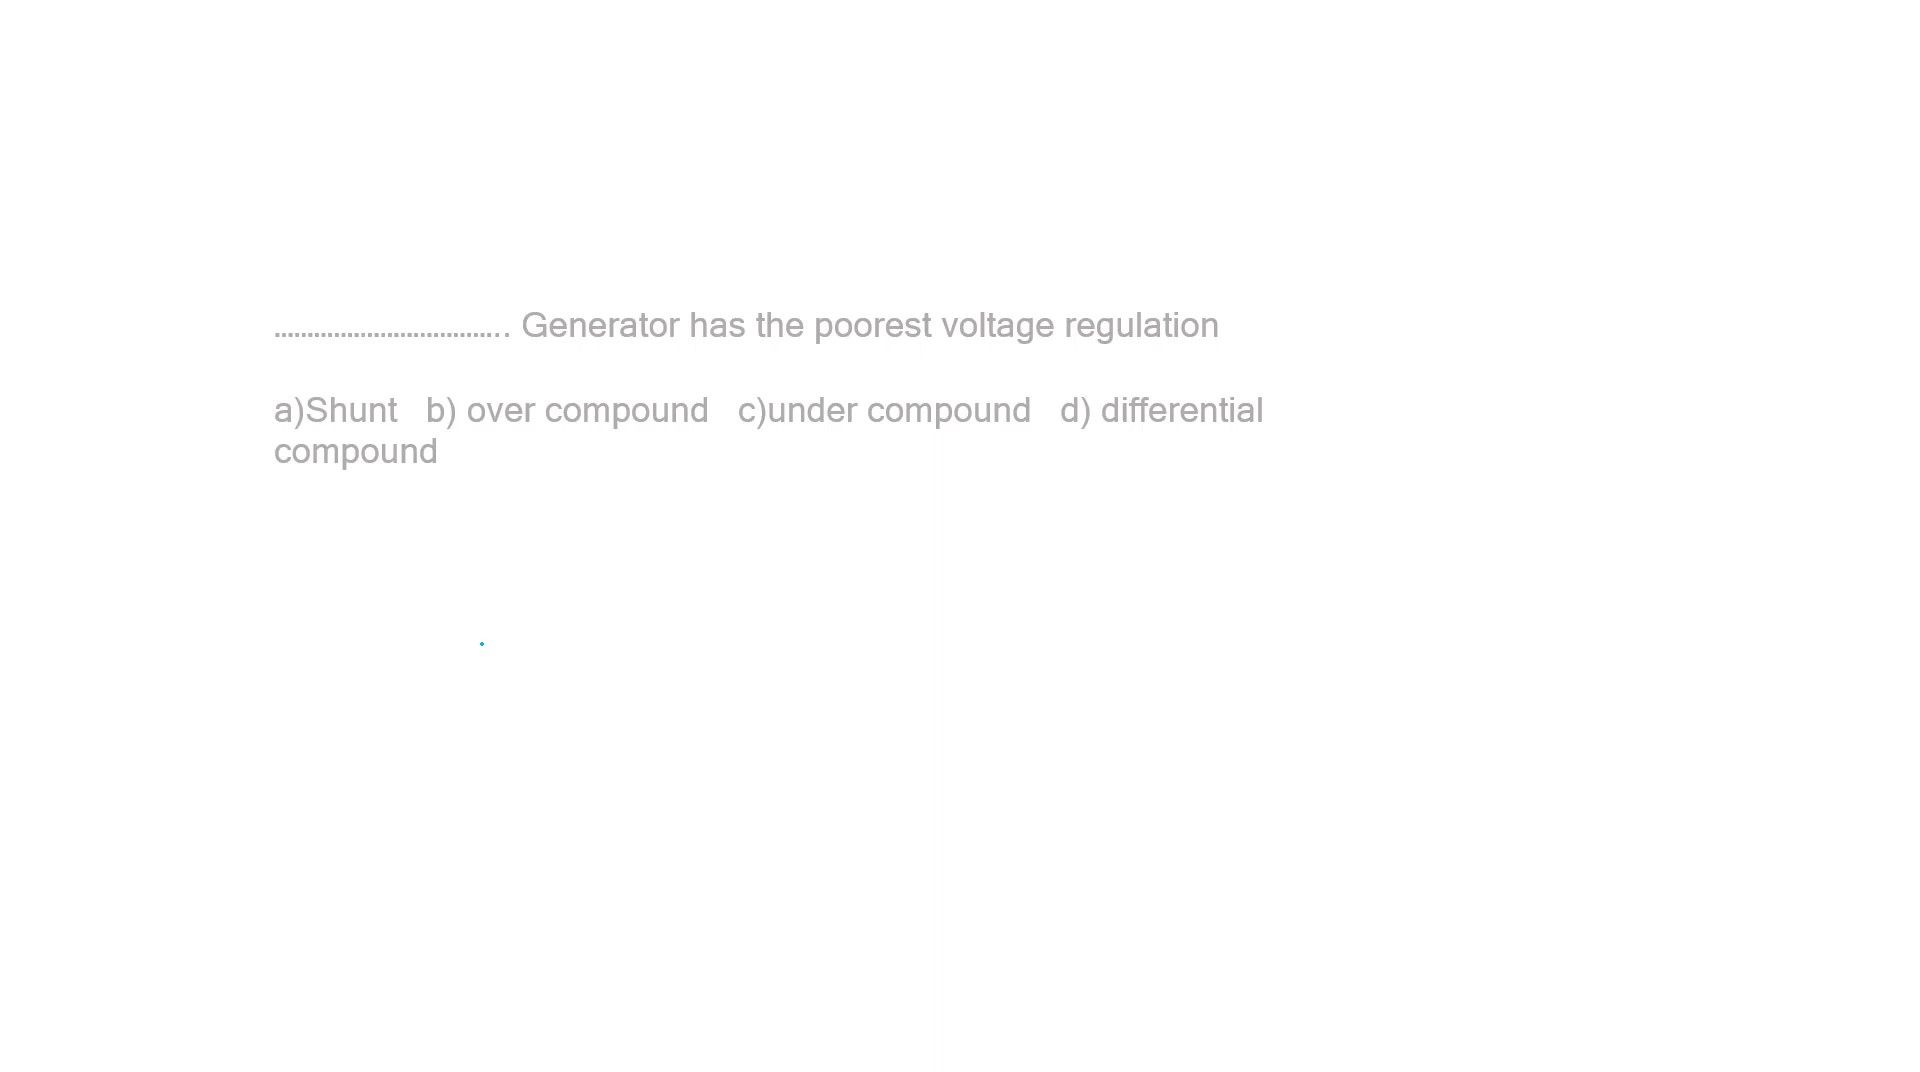 ...................................... Generator has the poorest voltage regulation
a)Shunt b) over compound c)under compound d) differential
compound